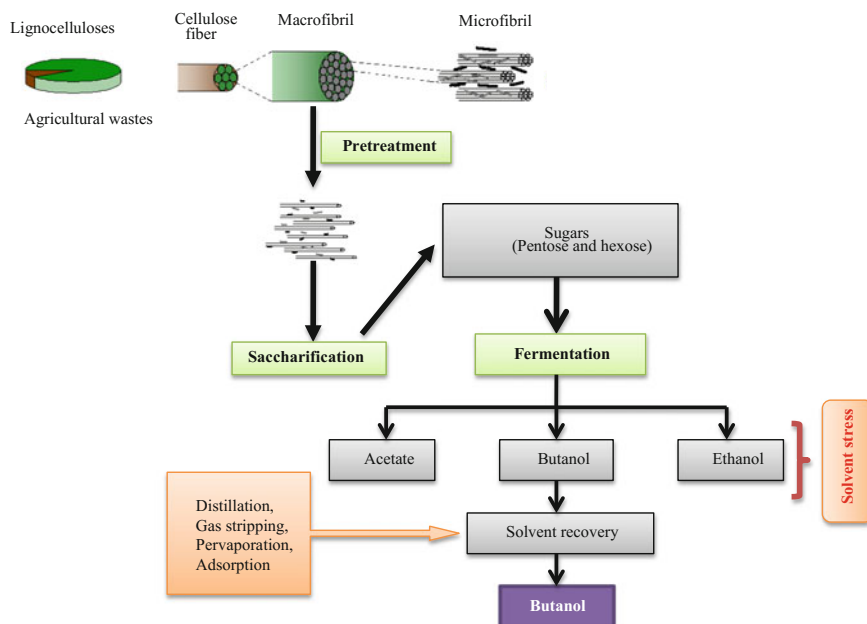 Lignocelluloses
Cellulose
fiber
Macrofibril
Microfibril
Agricultural wastes
Pretreatment
Sugars
(Pentose and hexose)
Saccharification
Fermentation
Acetate
Butanol
Ethanol
Solvent stress
Distillation,
Gas stripping,
Pervaporation,
Adsorption
Solvent recovery
Butanol